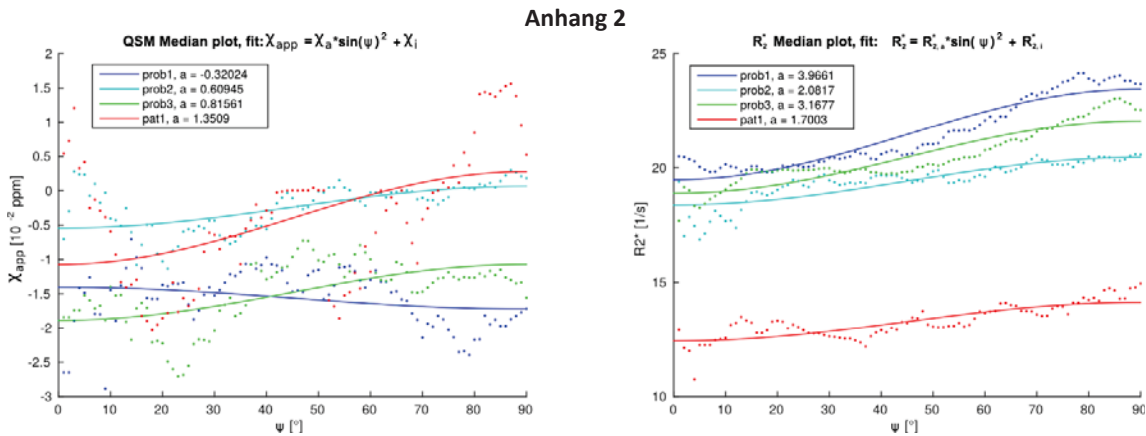 Anhang 2
QSM Median plot, fit: χapp = χa*sin(ψ)² + χi
prob1, a = -0.32024
prob2, a = 0.60945
prob3, a = 0.81561
pat1, a = 1.3509
2
1.5
1
0.5
0
-0.5
-1
-1.5
-2
-2.5
-3
χapp [10⁻² ppm]
0 10 20 30 40 50 60 70 80 90
ψ [°]
R₂* Median plot, fit: R₂* = R₂,a* *sin(ψ)² + R₂,i*
prob1, a = 3.9661
prob2, a = 2.0817
prob3, a = 3.1677
pat1, a = 1.7003
25
20
15
10
R2* [1/s]
0 10 20 30 40 50 60 70 80 90
ψ [°]